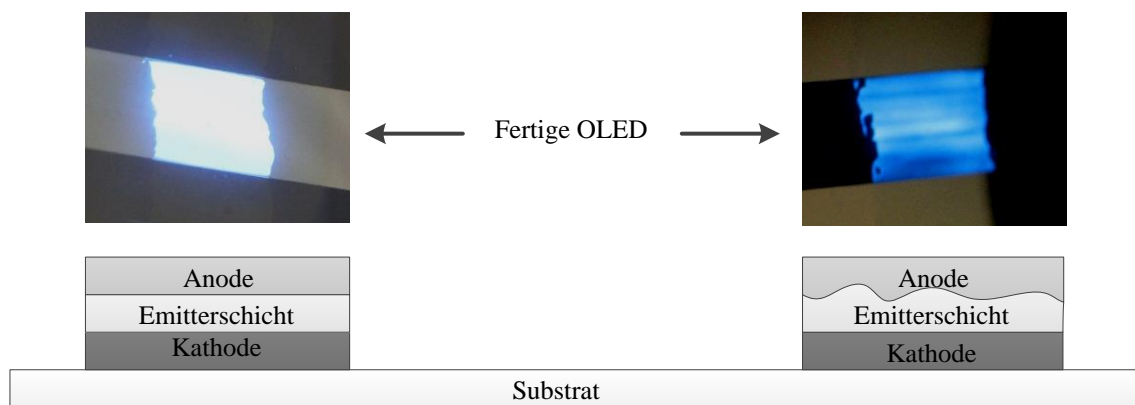 Fertige OLED
Anode
Emitterschicht
Kathode
Anode
Emitterschicht
Kathode
Substrat